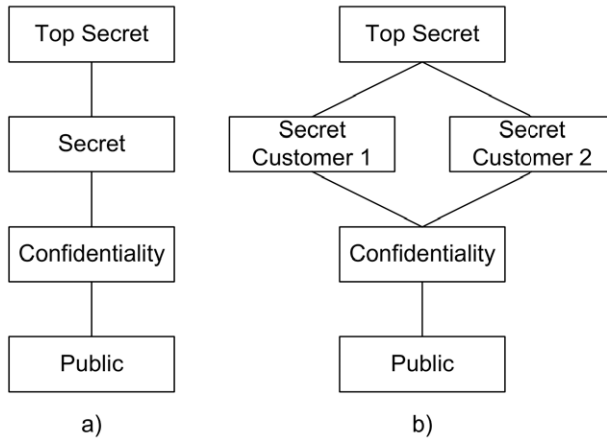 Top Secret
Secret
Confidentiality
Public
a)
Top Secret
Secret
Customer 1
Secret
Customer 2
Confidentiality
Public
b)